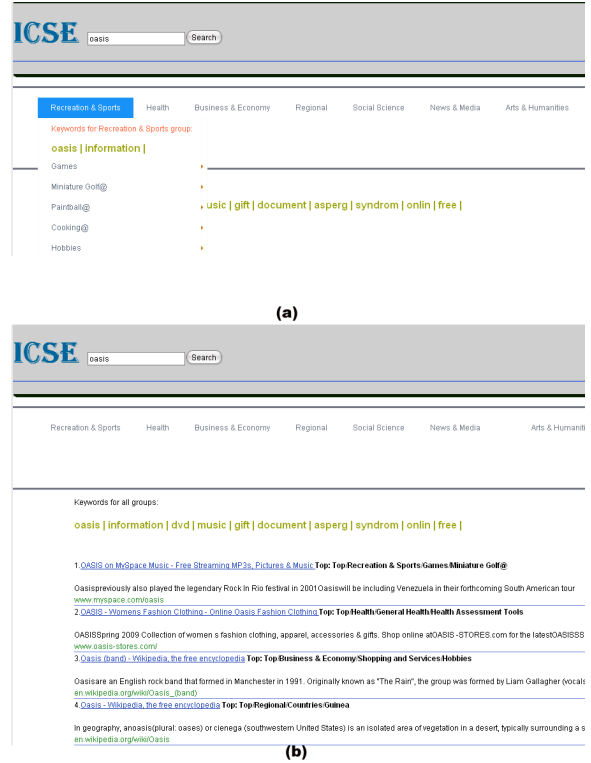 ICSE oasis Search
Recreation & Sports Health Business & Economy Regional Social Science News & Media Arts & Humanities
Keywords for Recreation & Sports group:
oasis | information |
Games
Miniature Golf@
Paintball@
usic | gift | document | asperg | syndrom | onlin | free |
Cooking@
Hobbies
(a)
ICSE oasis Search
Recreation & Sports Health Business & Economy Regional Social Science News & Media Arts & Humaniti
Keywords for all groups:
oasis | information | dvd | music | gift | document | asperg | syndrom | onlin | free |
1.OASIS on MySpace Music - Free Streaming MP3s, Pictures & Music Top: Top/Recreation & Sports/Games/Miniature Golf@
Oasispreviously also played the legendary Rock In Rio festival in 2001Oasiswill be including Venezuela in their forthcoming South American tour
www.myspace.com/oasis
2.OASIS - Womens Fashion Clothing - Online Oasis Fashion Clothing Top: Top/Health/General Health/Health Assessment Tools
OASISSpring 2009 Collection of women s fashion clothing, apparel, accessories & gifts. Shop online atOASIS -STORES.com for the latestOASISSS
www.oasis-stores.com/
3.Oasis (band) - Wikipedia, the free encyclopedia Top: Top/Business & Economy/Shopping and Services/Hobbies
Oasisare an English rock band that formed in Manchester in 1991. Originally known as "The Rain", the group was formed by Liam Gallagher (vocals
en.wikipedia.org/wiki/Oasis_(band)
4.Oasis - Wikipedia, the free encyclopedia Top: Top/Regional/Countries/Guinea
In geography, anoasis(plural: oases) or cienega (southwestern United States) is an isolated area of vegetation in a desert, typically surrounding a s
en.wikipedia.org/wiki/Oasis
(b)